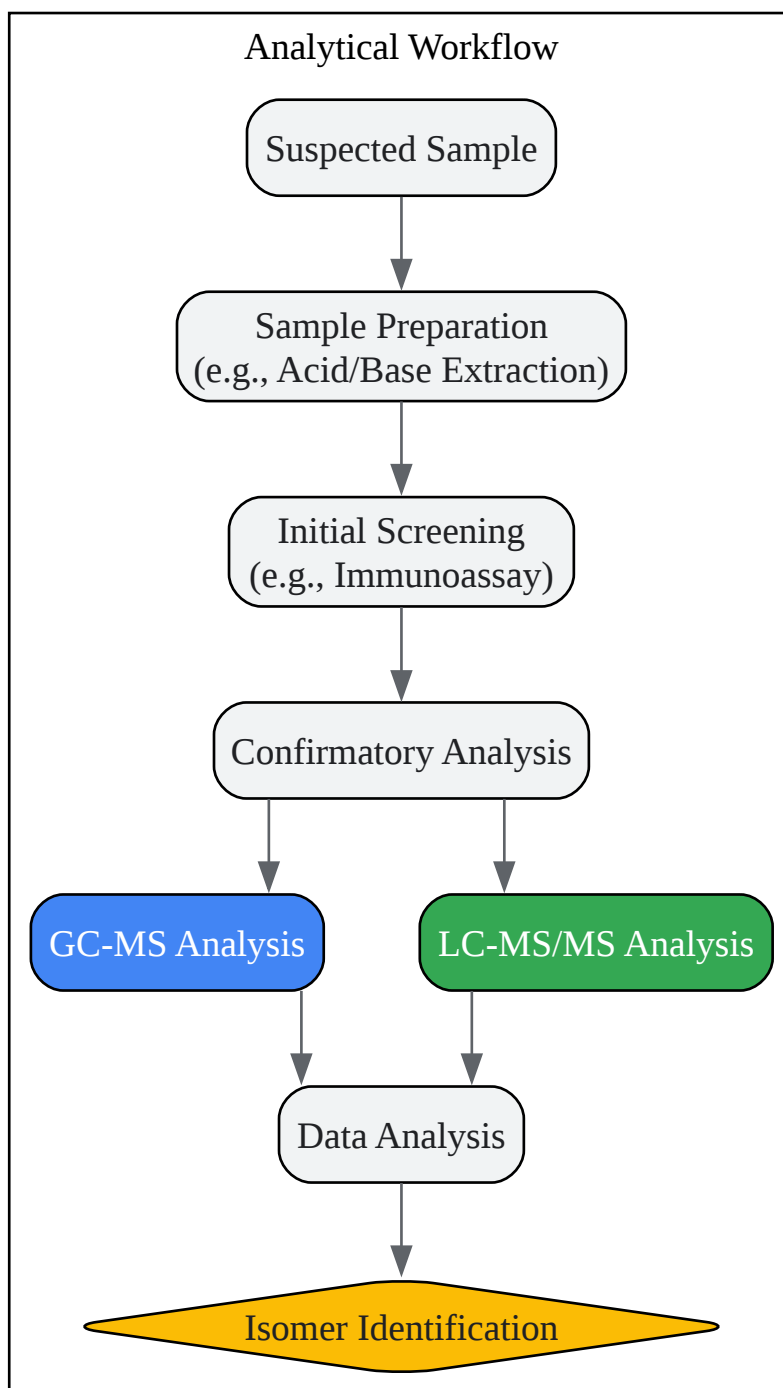 Analytical Workflow
Suspected Sample
Sample Preparation
(e.g., Acid/Base Extraction)
Initial Screening
(e.g., Immunoassay)
Confirmatory Analysis
GC-MS Analysis
LC-MS/MS Analysis
Data Analysis
Isomer Identification